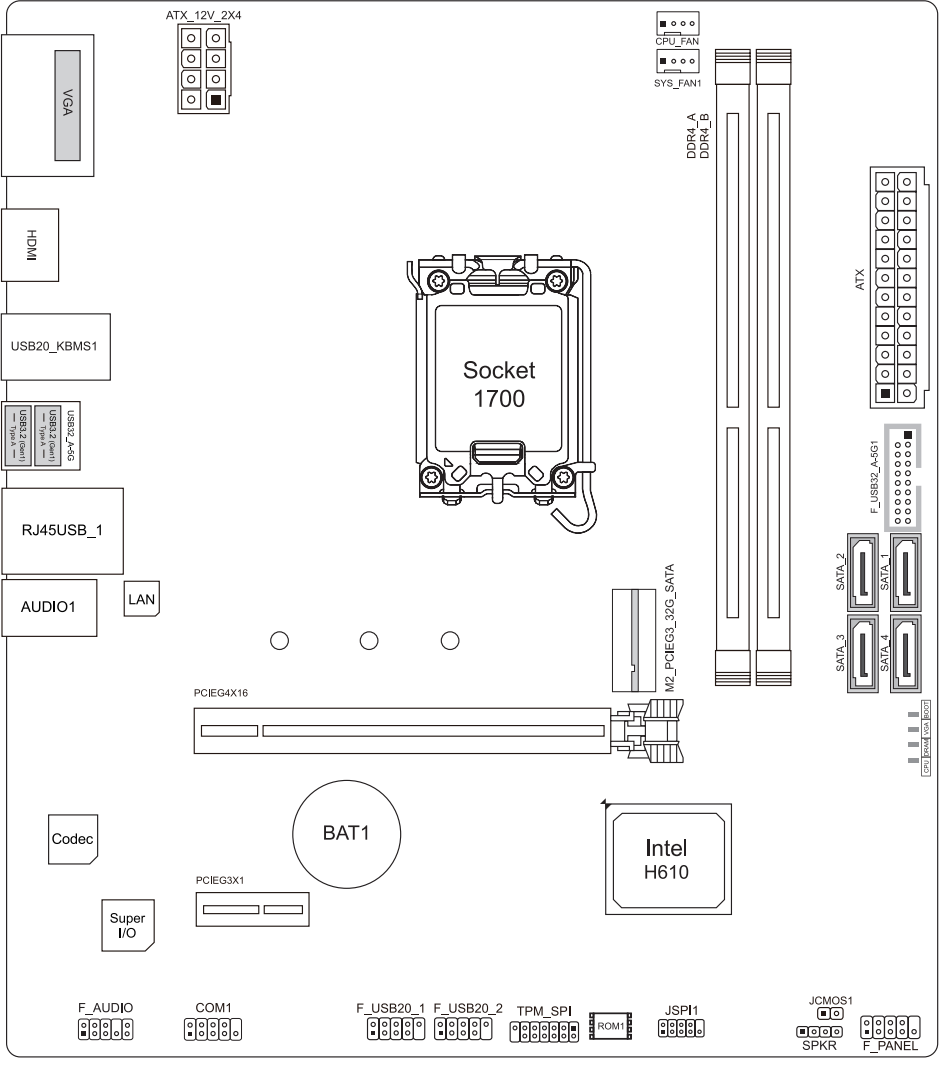 ATX_12V_2X4
CPU_FAN
SYS_FAN1
VGA
DDR4_A
DDR4_B
HDMI
ATX
USB20_KBMS1
Socket
1700
USB32_A-5G
USB3.2 (Gen1)
— Type A —
USB3.2 (Gen1)
— Type A —
F_USB32_A-5G1
RJ45USB_1
SATA_2
SATA_1
AUDIO1
LAN
M2_PCIEG3_32G_SATA
SATA_3
SATA_4
PCIEG4X16
CPU DRAM VGA BOOT
BAT1
Codec
Intel
H610
PCIEG3X1
Super
I/O
F_AUDIO
COM1
F_USB20_1
F_USB20_2
TPM_SPI
ROM1
JSPI1
JCMOS1
SPKR
F_PANEL